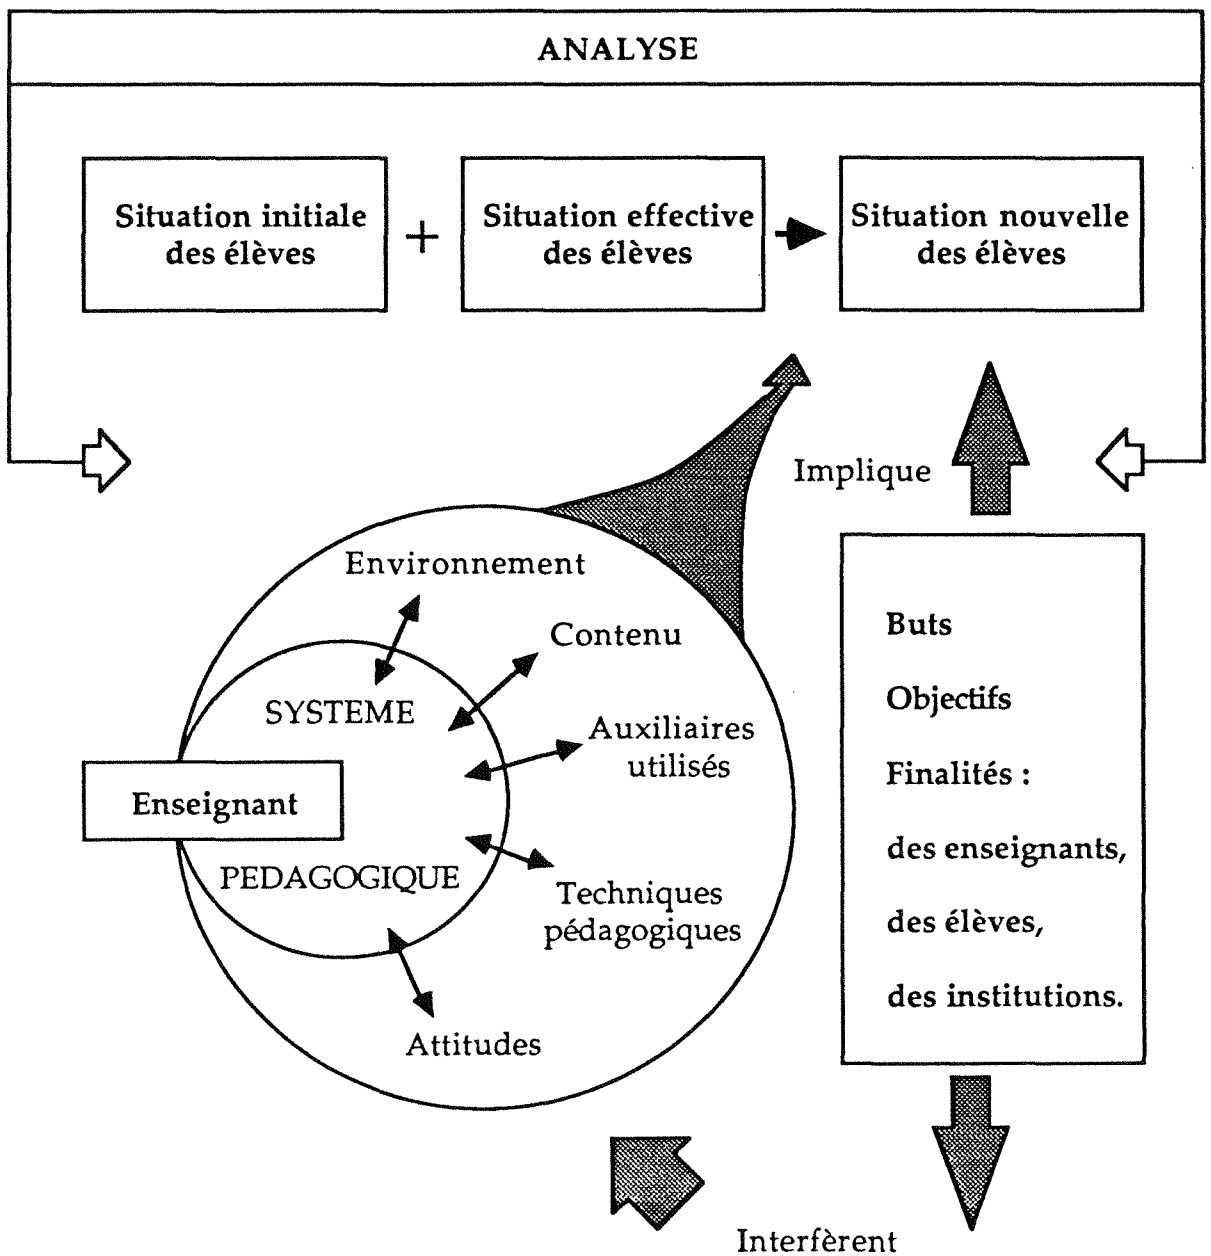 ANALYSE
Situation initiale
des élèves
+
Situation effective
des élèves
Situation nouvelle
des élèves
Implique
Environnement
Contenu
SYSTEME
Auxiliaires
utilisés
Enseignant
PEDAGOGIQUE
Techniques
pédagogiques
Attitudes
Buts
Objectifs
Finalités :
des enseignants,
des élèves,
des institutions.
Interfèrent